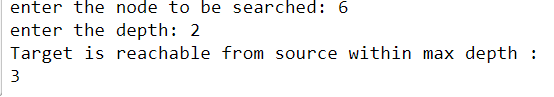 enter the node to be searched: 6
enter the depth: 2
Target is reachable from source within max depth :
3